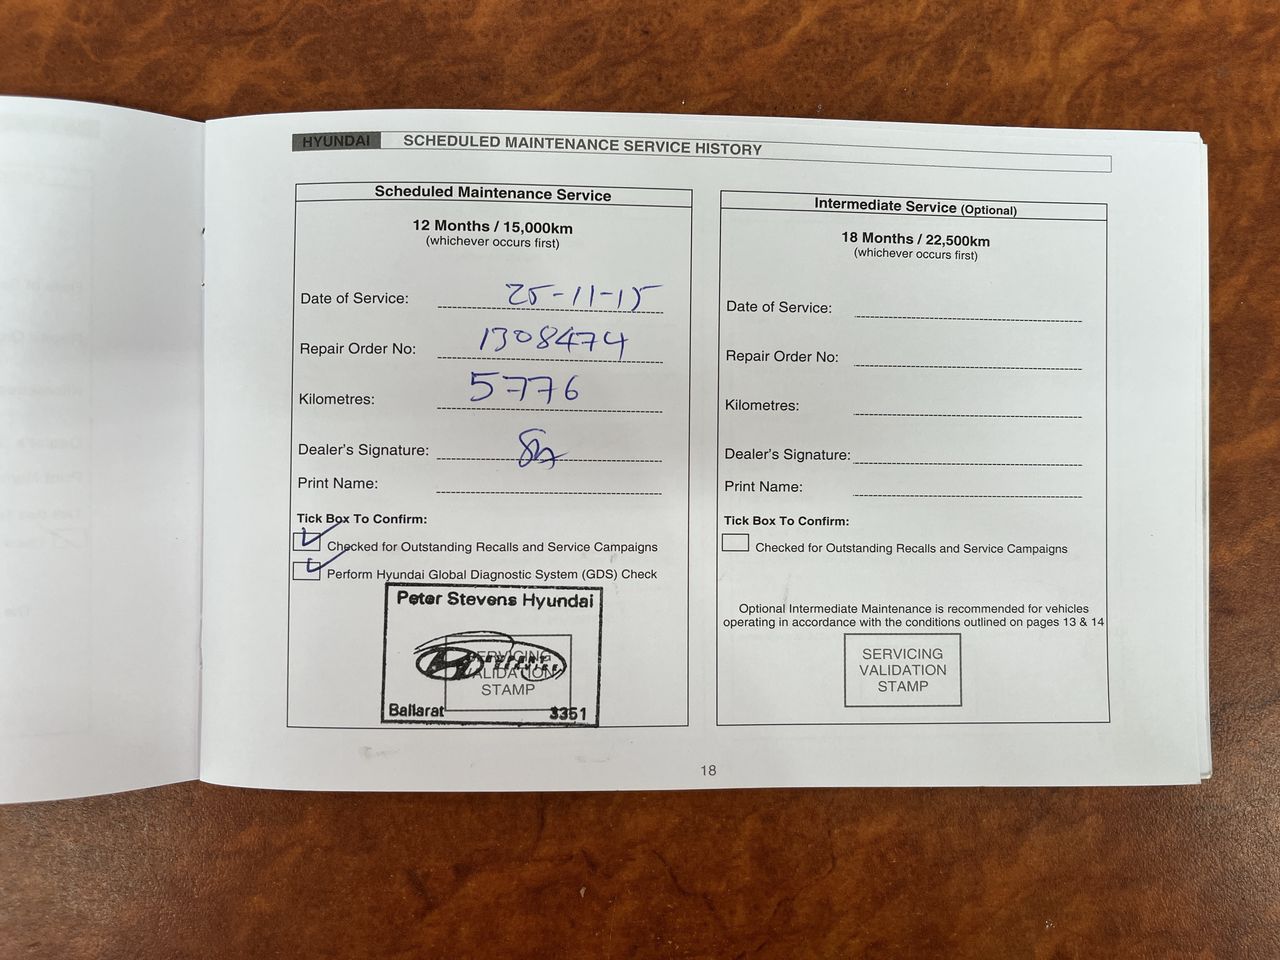 HYUNDAI SCHEDULED MAINTENANCE SERVICE HISTORY
Scheduled Maintenance Service
12 Months / 15,000km
(whichever occurs first)
Date of Service: 25-11-15
Repair Order No: 1308474
Kilometres: 5776
Dealer's Signature:
Print Name:
Tick Box To Confirm:
Checked for Outstanding Recalls and Service Campaigns
Perform Hyundai Global Diagnostic System (GDS) Check
Peter Stevens Hyundai
SERVICING
VALIDATION
STAMP
EXPERT
SERVICE
Ballarat 3351
Intermediate Service (Optional)
18 Months / 22,500km
(whichever occurs first)
Date of Service:
Repair Order No:
Kilometres:
Dealer's Signature:
Print Name:
Tick Box To Confirm:
Checked for Outstanding Recalls and Service Campaigns
Optional Intermediate Maintenance is recommended for vehicles
operating in accordance with the conditions outlined on pages 13 & 14
SERVICING
VALIDATION
STAMP
18